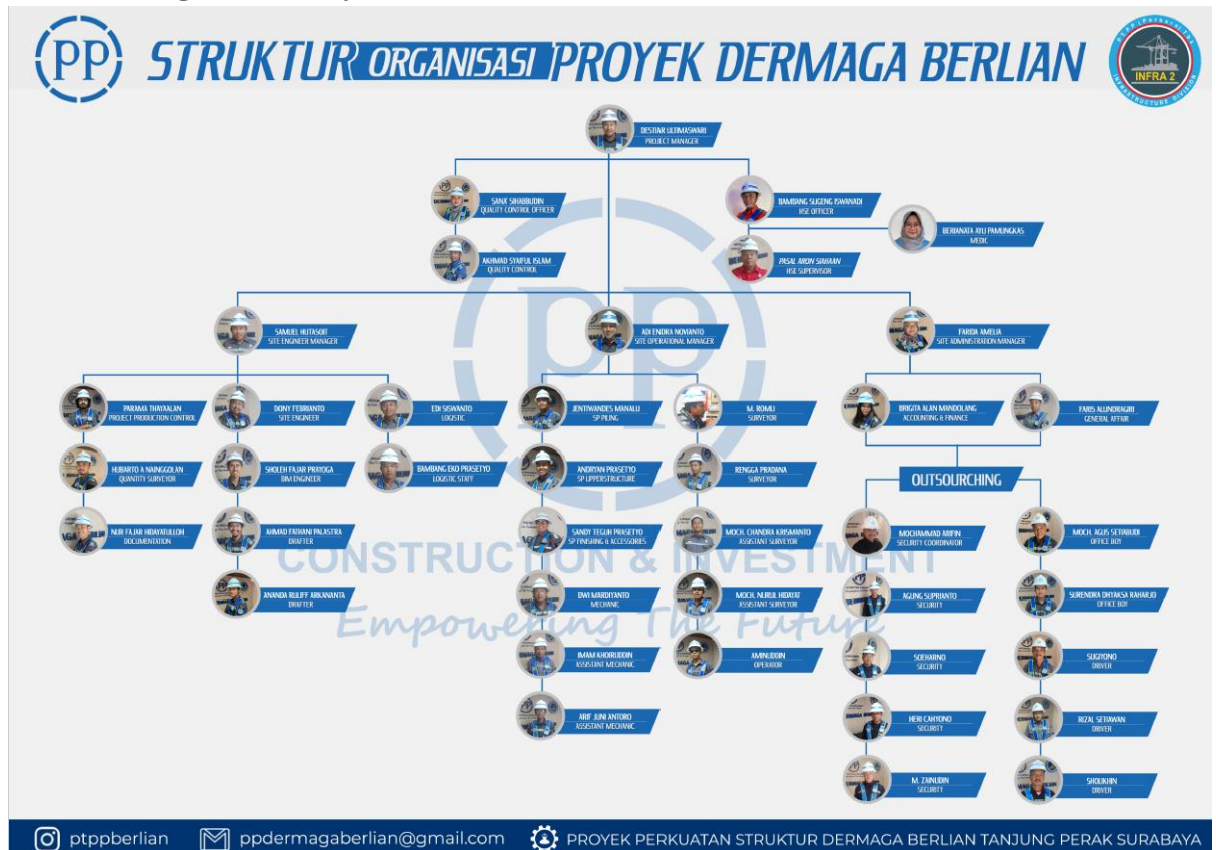 pp STRUKTUR ORGANISASI PROYEK DERMAGA BERLIAN
INFRA 2
PROJECT MANAGER
SANA' SIHABBUDIN
QUALITY CONTROL OFFICER
BAMBANG SUGENG ISWANADI
HSE OFFICER
BERIANATA AYU PAMUNGKAS
MEDIC
AKHMAD SYAIFUL ISLAM
QUALITY CONTROL
PASAL ARON SIAHAAN
HSE SUPERVISOR
SAMUEL HUTASOIT
SITE ENGINEER MANAGER
ADI ENDRA NOVIANTO
SITE OPERATIONAL MANAGER
FARIDA AMELIA
SITE ADMINISTRATION MANAGER
PARAMA THAYAALAN
PROJECT PRODUCTION CONTROL
DONY FEBRIANTO
SITE ENGINEER
EDI SISWANTO
LOGISTIC
JENTIWANDES MANALU
SP PILING
M. ROMLI
SURVEYOR
BRIGITA ALAN MANDOLANG
ACCOUNTING & FINANCE
FARIS ALUNDRAGIRI
GENERAL AFFAIR
HUBARTO A NAINGGOLAN
QUANTITY SURVEYOR
SHOLEH FAJAR PRAYOGA
BIM ENGINEER
BAMBANG EKO PRASETYO
LOGISTIC STAFF
ANDRYAN PRASETYO
SP UPPERSTRUCTURE
RENGGA PRADANA
SURVEYOR
OUTSOURCHING
NUR FAJAR HIDAYATULLOH
DOCUMENTATION
AHMAD FATWANI PALASTRA
DRAFTER
SANDY TEGUH PRASETYO
SP FINISHING & ACCESSORIES
MOCH. CHANDRA KRISMANTO
ASSISTANT SURVEYOR
MOCHAMMAD ARIFIN
SECURITY COORDINATOR
MOCH. AGUS SETIABUDI
OFFICE BOY
CONSTRUCTION & INVESTMENT
ANANDA RULIFF ARKANANTA
DRAFTER
DWI MARDIYANTO
MECHANIC
MOCH. NURUL HIDAYAT
ASSISTANT SURVEYOR
AGUNG SUPRIANTO
SECURITY
SURENDRA DHYAKSA RAHARJO
OFFICE BOY
Empowering The Future
IMAM KHOIRUDDIN
ASSISTANT MECHANIC
AMINUDDIN
OPERATOR
SOEHARNO
SECURITY
SUGIYONO
DRIVER
ARIF JUNI ANTORO
ASSISTANT MECHANIC
HERI CAHYONO
SECURITY
RIZAL SETIAWAN
DRIVER
M. ZAINUDIN
SECURITY
SHOLIKHIN
DRIVER
ptppberlian ppdermagaberlian@gmail.com PROYEK PERKUATAN STRUKTUR DERMAGA BERLIAN TANJUNG PERAK SURABAYA